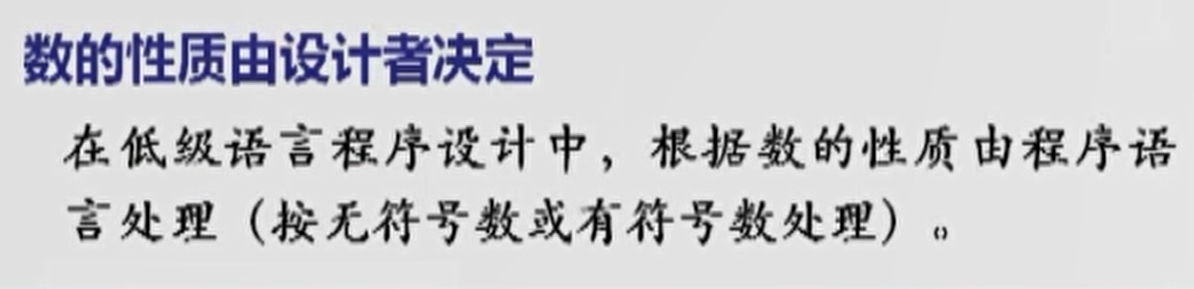 数的性质由设计者决定
在低级语言程序设计中，根据数的性质由程序语
言处理（按无符号数或有符号数处理）。